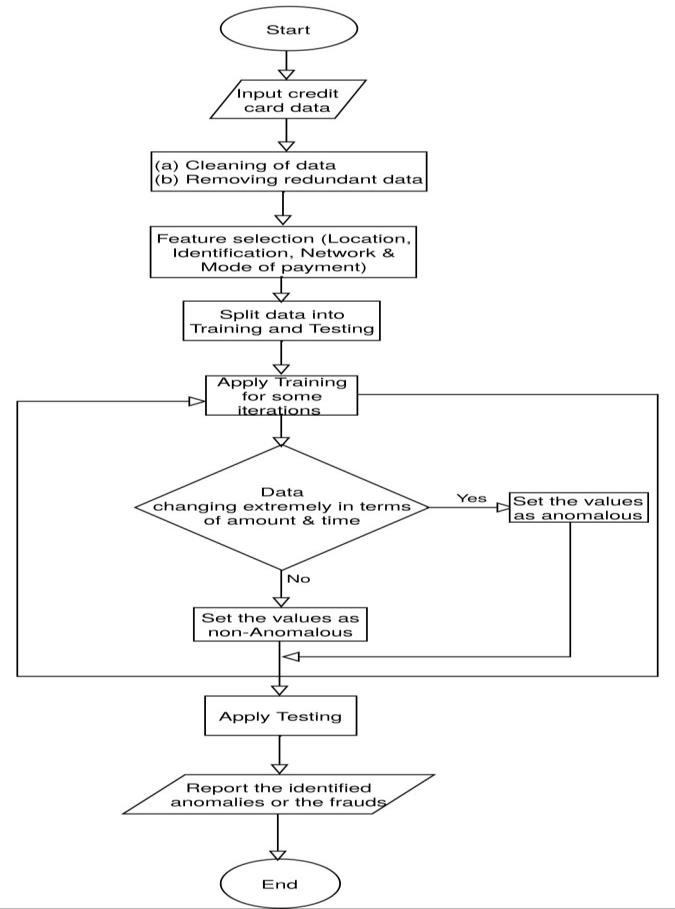 Start
Input credit
card data
(a) Cleaning of data
(b) Removing redundant data
Feature selection (Location,
Identification, Network &
Mode of payment)
Split data into
Training and Testing
Apply Training
for some
iterations
Data
changing extremely in terms
of amount & time
Yes
Set the values
as anomalous
No
Set the values as
non-Anomalous
Apply Testing
Report the identified
anomalies or the frauds
End